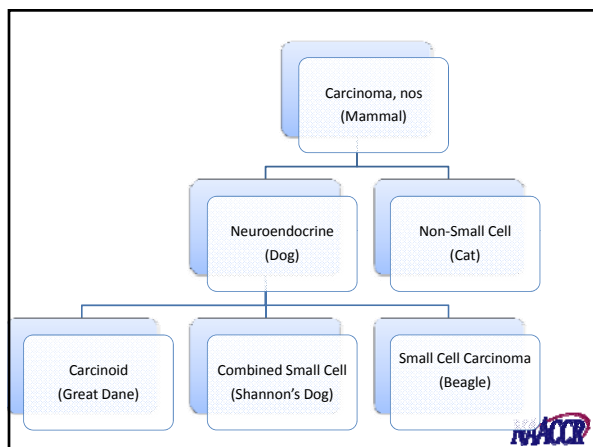 Carcinoma, nos
(Mammal)
Neuroendocrine
(Dog)
Non-Small Cell
(Cat)
Carcinoid
(Great Dane)
Combined Small Cell
(Shannon’s Dog)
Small Cell Carcinoma
(Beagle)
NAACCR